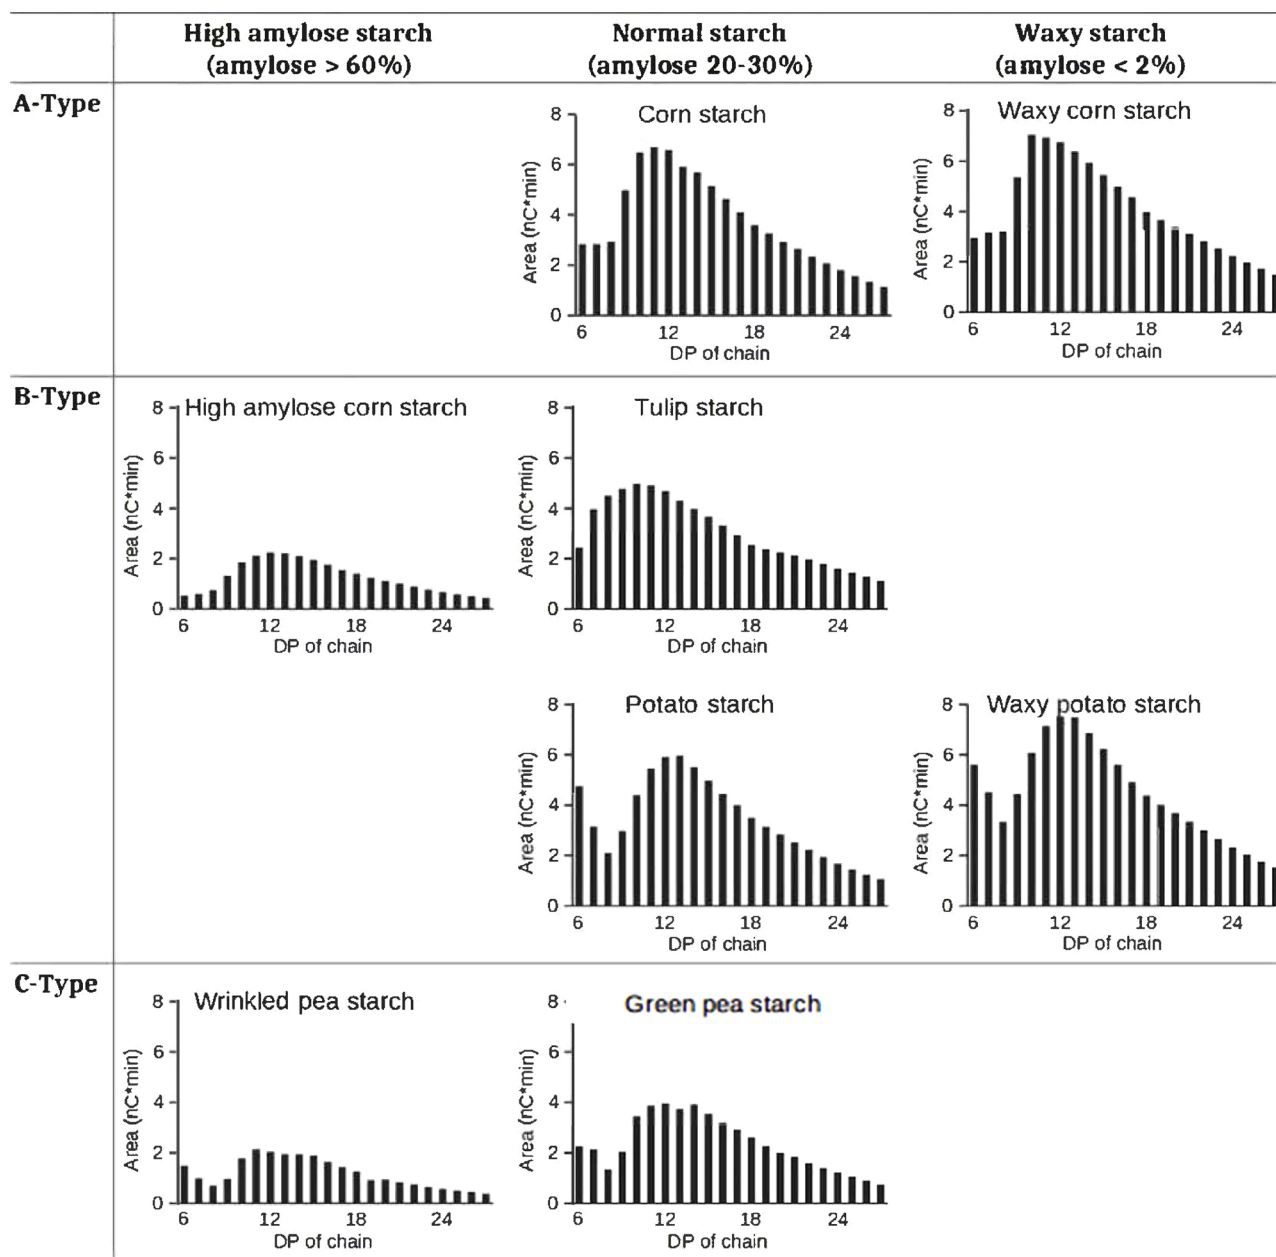 High amylose starch
(amylose > 60%)
Normal starch
(amylose 20-30%)
Waxy starch
(amylose < 2%)
A-Type
Corn starch
8
6
4
2
0
Area (nC*min)
6 12 18 24
DP of chain
Waxy corn starch
8
6
4
2
0
Area (nC*min)
6 12 18 24
DP of chain
B-Type
High amylose corn starch
8
6
4
2
0
Area (nC*min)
6 12 18 24
DP of chain
Tulip starch
8
6
4
2
0
Area (nC*min)
6 12 18 24
DP of chain
Potato starch
8
6
4
2
0
Area (nC*min)
6 12 18 24
DP of chain
Waxy potato starch
8
6
4
2
0
Area (nC*min)
6 12 18 24
DP of chain
C-Type
Wrinkled pea starch
8
6
4
2
0
Area (nC*min)
6 12 18 24
DP of chain
Green pea starch
8
6
4
2
0
Area (nC*min)
6 12 18 24
DP of chain